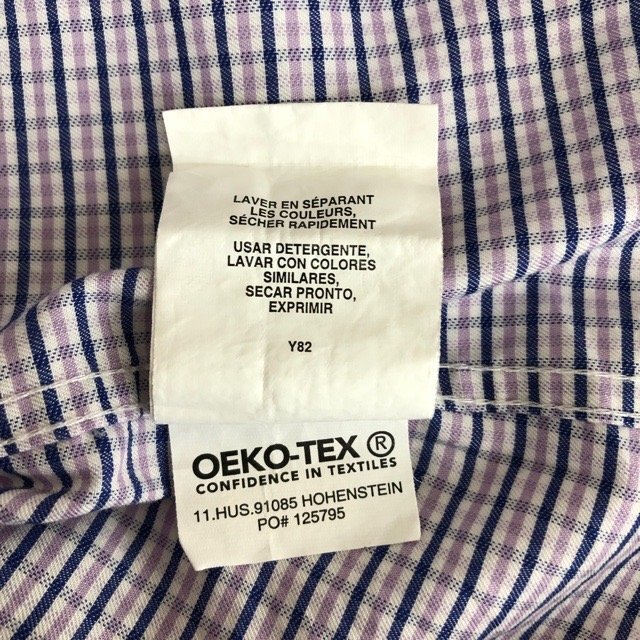 LAVER EN SÉPARANT
LES COULEURS,
SÉCHER RAPIDEMENT
USAR DETERGENTE,
LAVAR CON COLORES
SIMILARES,
SECAR PRONTO,
EXPRIMIR
Y82
OEKO-TEX ®
CONFIDENCE IN TEXTILES
11.HUS.91085 HOHENSTEIN
PO# 125795